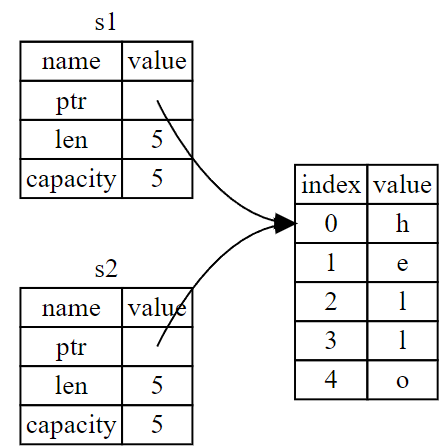 s1
name value
ptr
len 5
capacity 5
s2
name value
ptr
len 5
capacity 5
index value
0 h
1 e
2 l
3 l
4 o